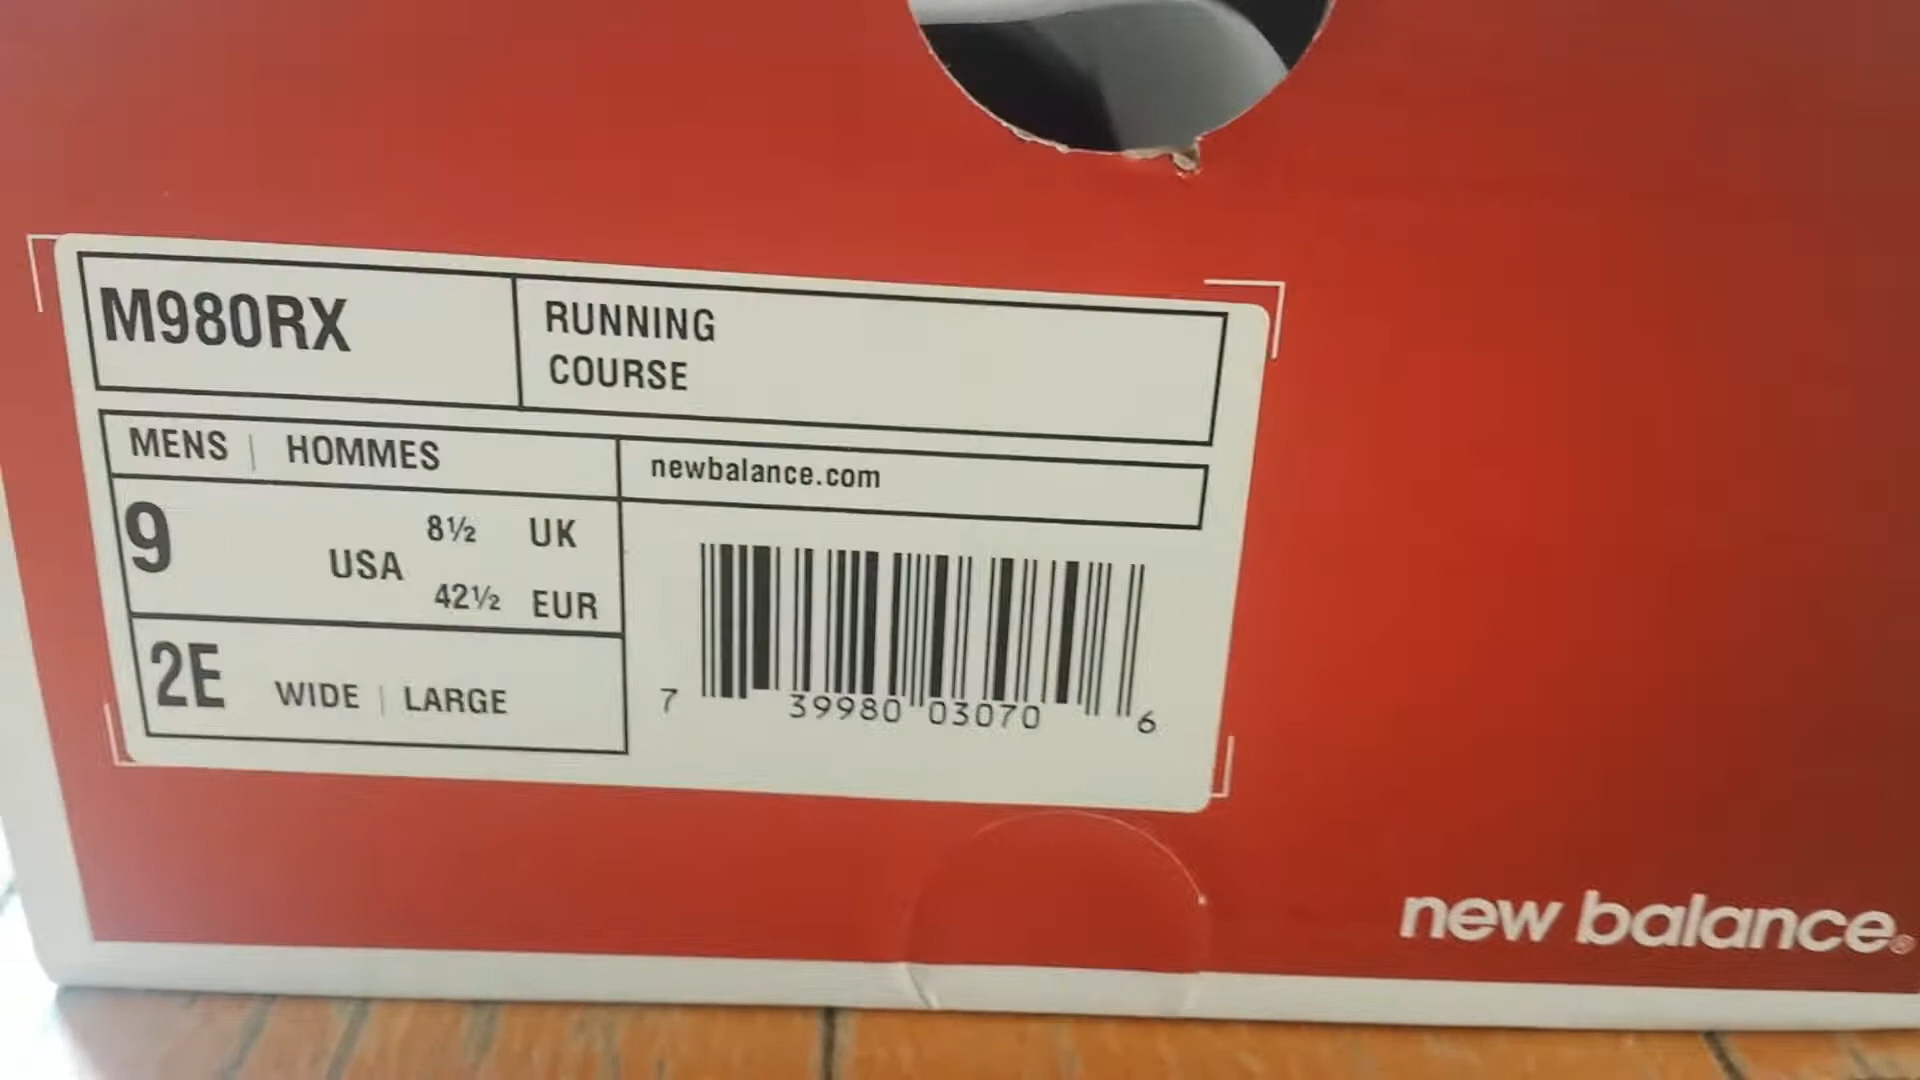 M980RX
RUNNING
COURSE
MENS | HOMMES
newbalance.com
9 USA
8½ UK
42½ EUR
2E WIDE | LARGE
7 39980 03070 6
new balance®